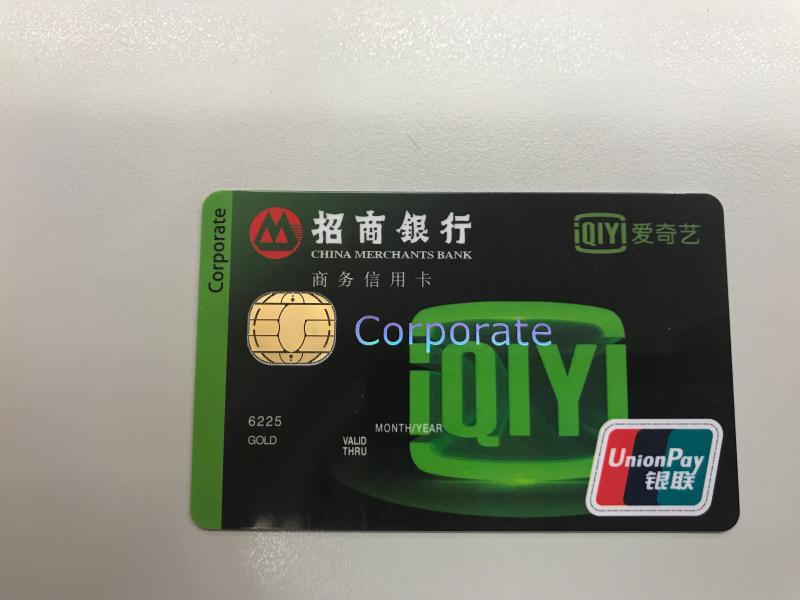 Corporate
招商銀行
CHINA MERCHANTS BANK
商务信用卡
iQIYI 爱奇艺
Corporate
iQIYI
6225
GOLD
MONTH/YEAR
VALID
THRU
UnionPay
银联